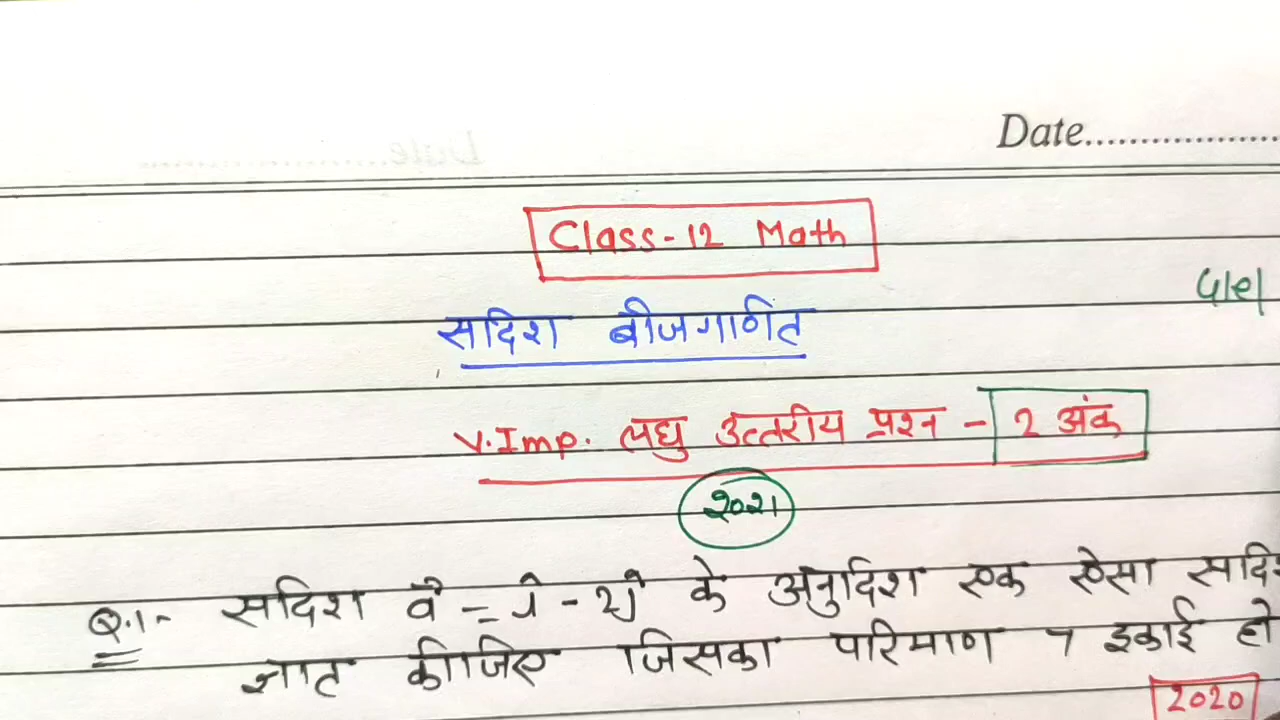 Date..................
Class-12 Math
सदिश बीजगणित
V.Imp. लघु उत्तरीय प्रश्न - 2 अंक
2021
Q.1- सदिश a⃗ = î - 2ĵ के अनुदिश एक ऐसा सदिश
ज्ञात कीजिए जिसका परिमाण 7 इकाई हो
2020